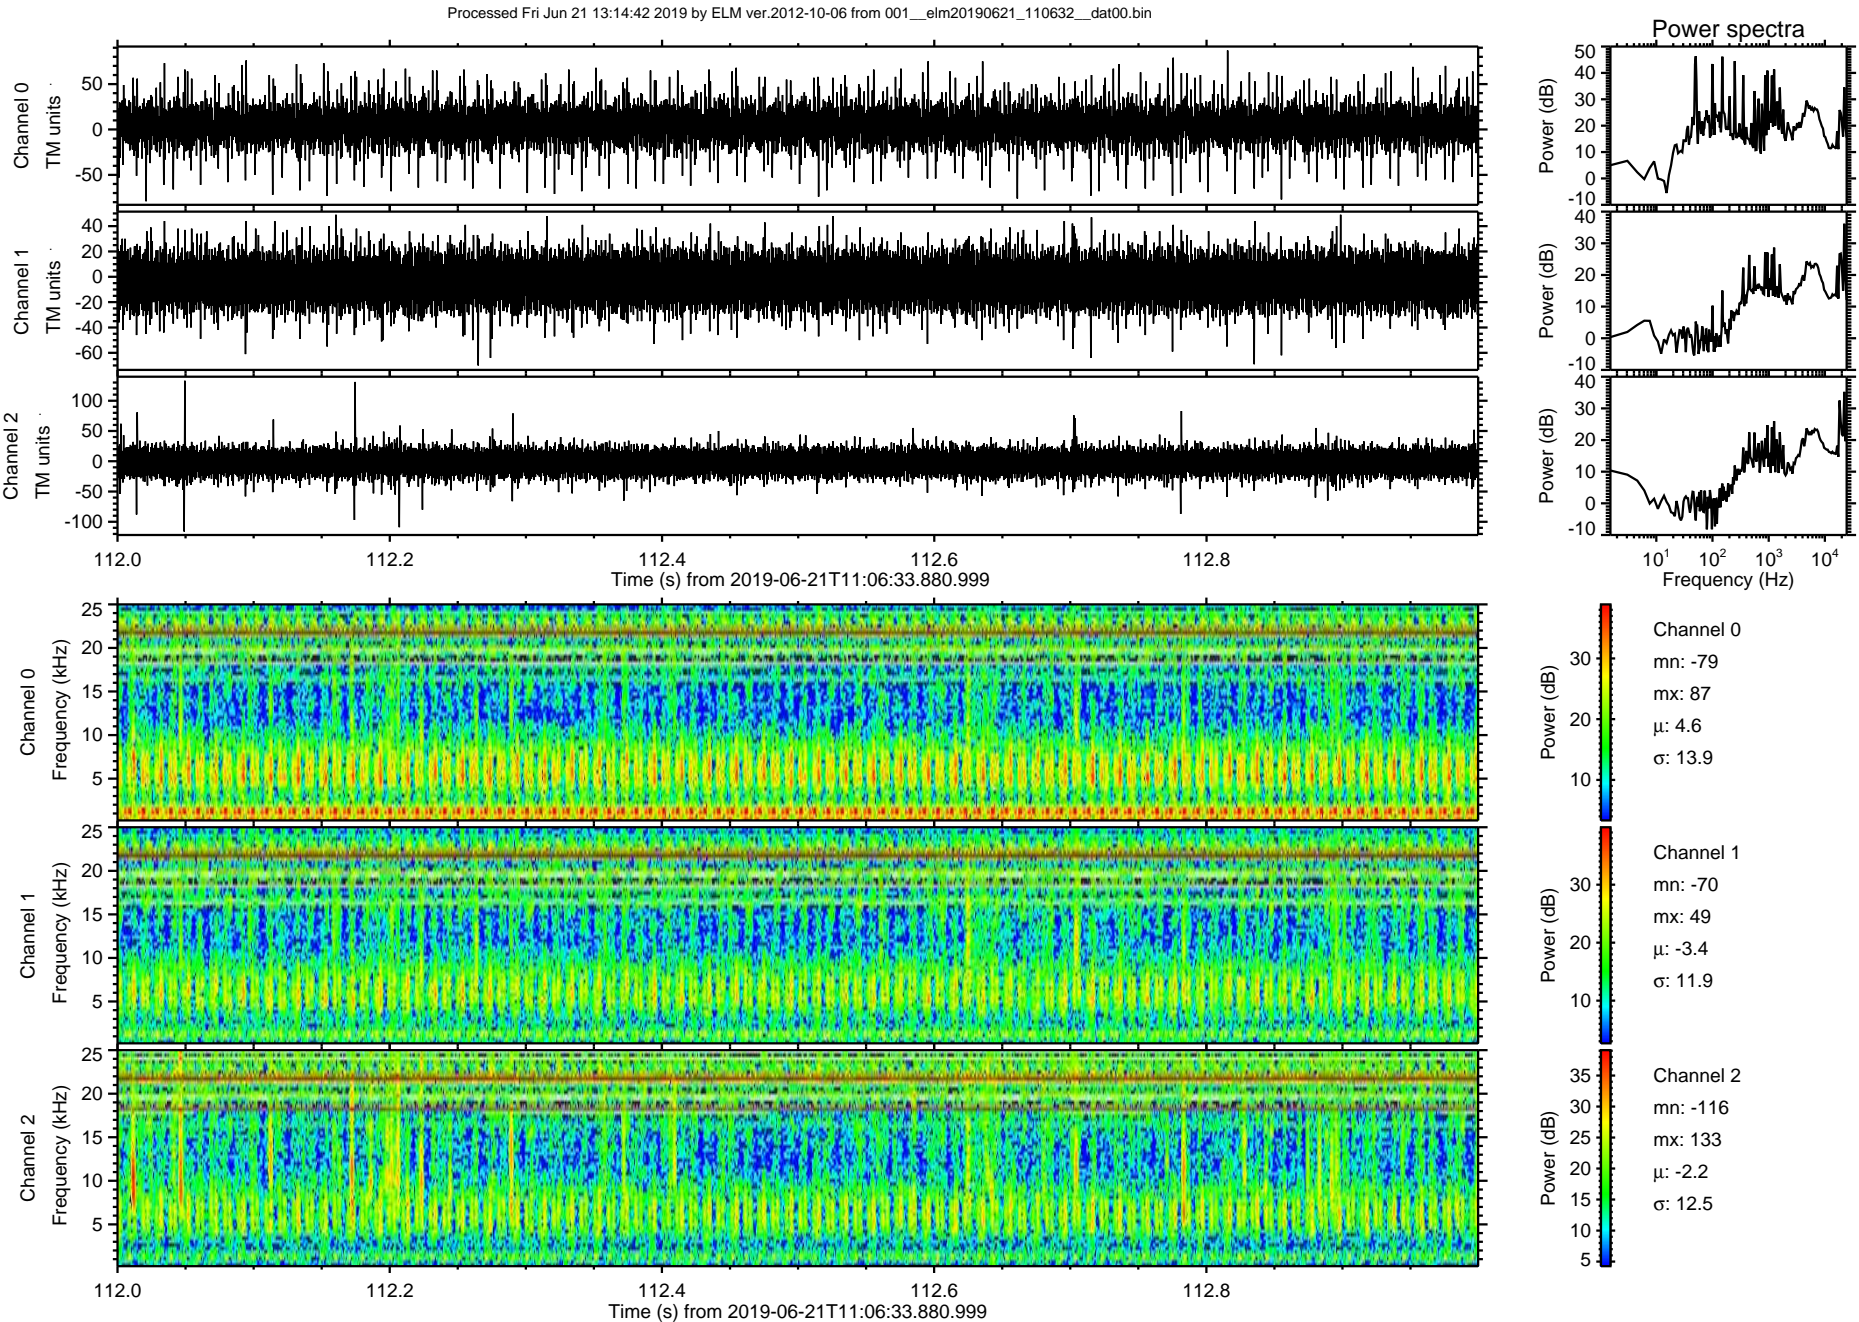 Processed Fri Jun 21 13:14:42 2019 by ELM ver.2012-10-06 from 001__elm20190621_110632__dat00.bin
Power spectra
Channel 0
TM units
50
0
-50
Power (dB)
50
40
30
20
10
0
-10
Channel 1
TM units
40
20
0
-20
-40
-60
Power (dB)
40
30
20
10
0
-10
Channel 2
TM units
100
50
0
-50
-100
Power (dB)
40
30
20
10
0
-10
112.0 112.2 112.4 112.6 112.8
Time (s) from 2019-06-21T11:06:33.880.999
10¹ 10² 10³ 10⁴
Frequency (Hz)
Channel 0
Frequency (kHz)
25
20
15
10
5
Power (dB)
30
20
10
Channel 0
mn: -79
mx: 87
μ: 4.6
σ: 13.9
Channel 1
Frequency (kHz)
25
20
15
10
5
Power (dB)
30
20
10
Channel 1
mn: -70
mx: 49
μ: -3.4
σ: 11.9
Channel 2
Frequency (kHz)
25
20
15
10
5
Power (dB)
35
30
25
20
15
10
5
Channel 2
mn: -116
mx: 133
μ: -2.2
σ: 12.5
112.0 112.2 112.4 112.6 112.8
Time (s) from 2019-06-21T11:06:33.880.999